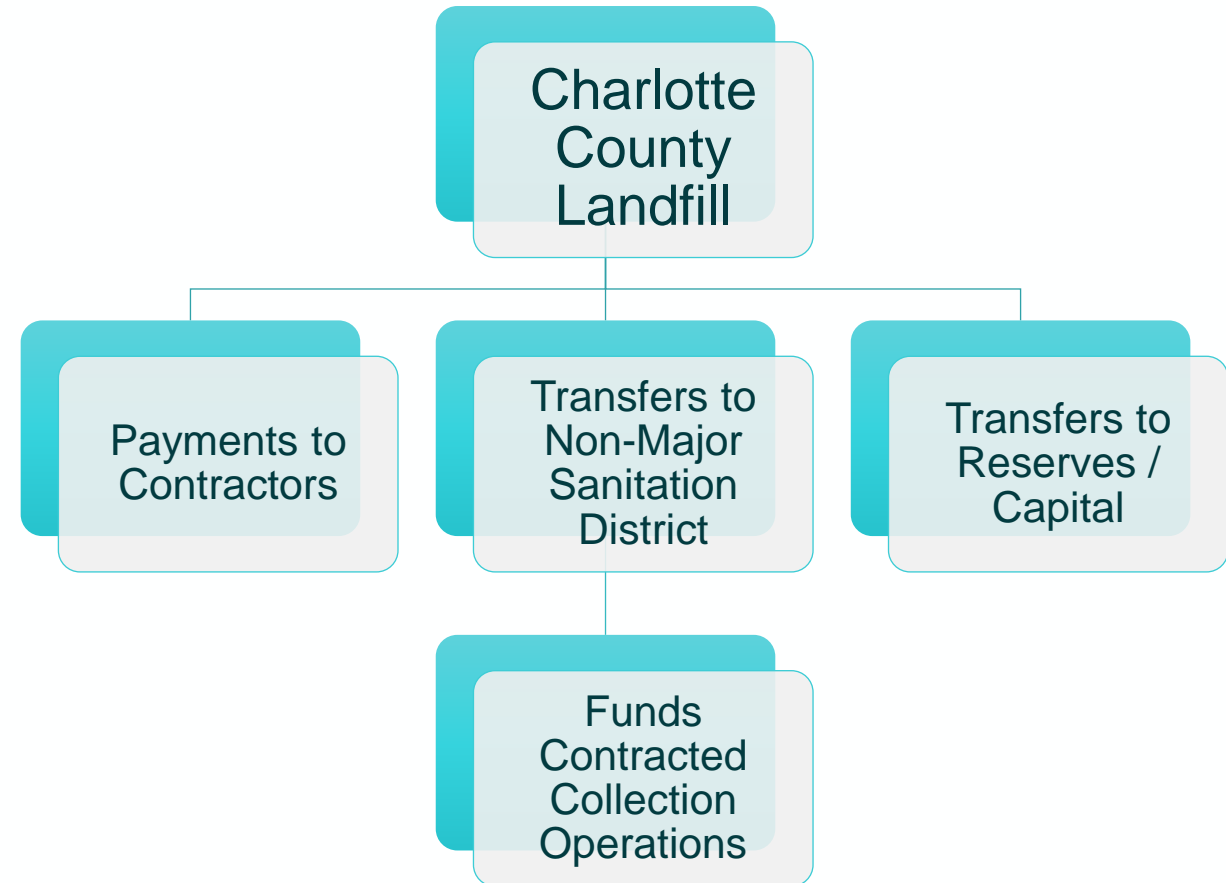 Charlotte
County
Landfill
Payments to
Contractors
Transfers to
Non-Major
Sanitation
District
Transfers to
Reserves /
Capital
Funds
Contracted
Collection
Operations